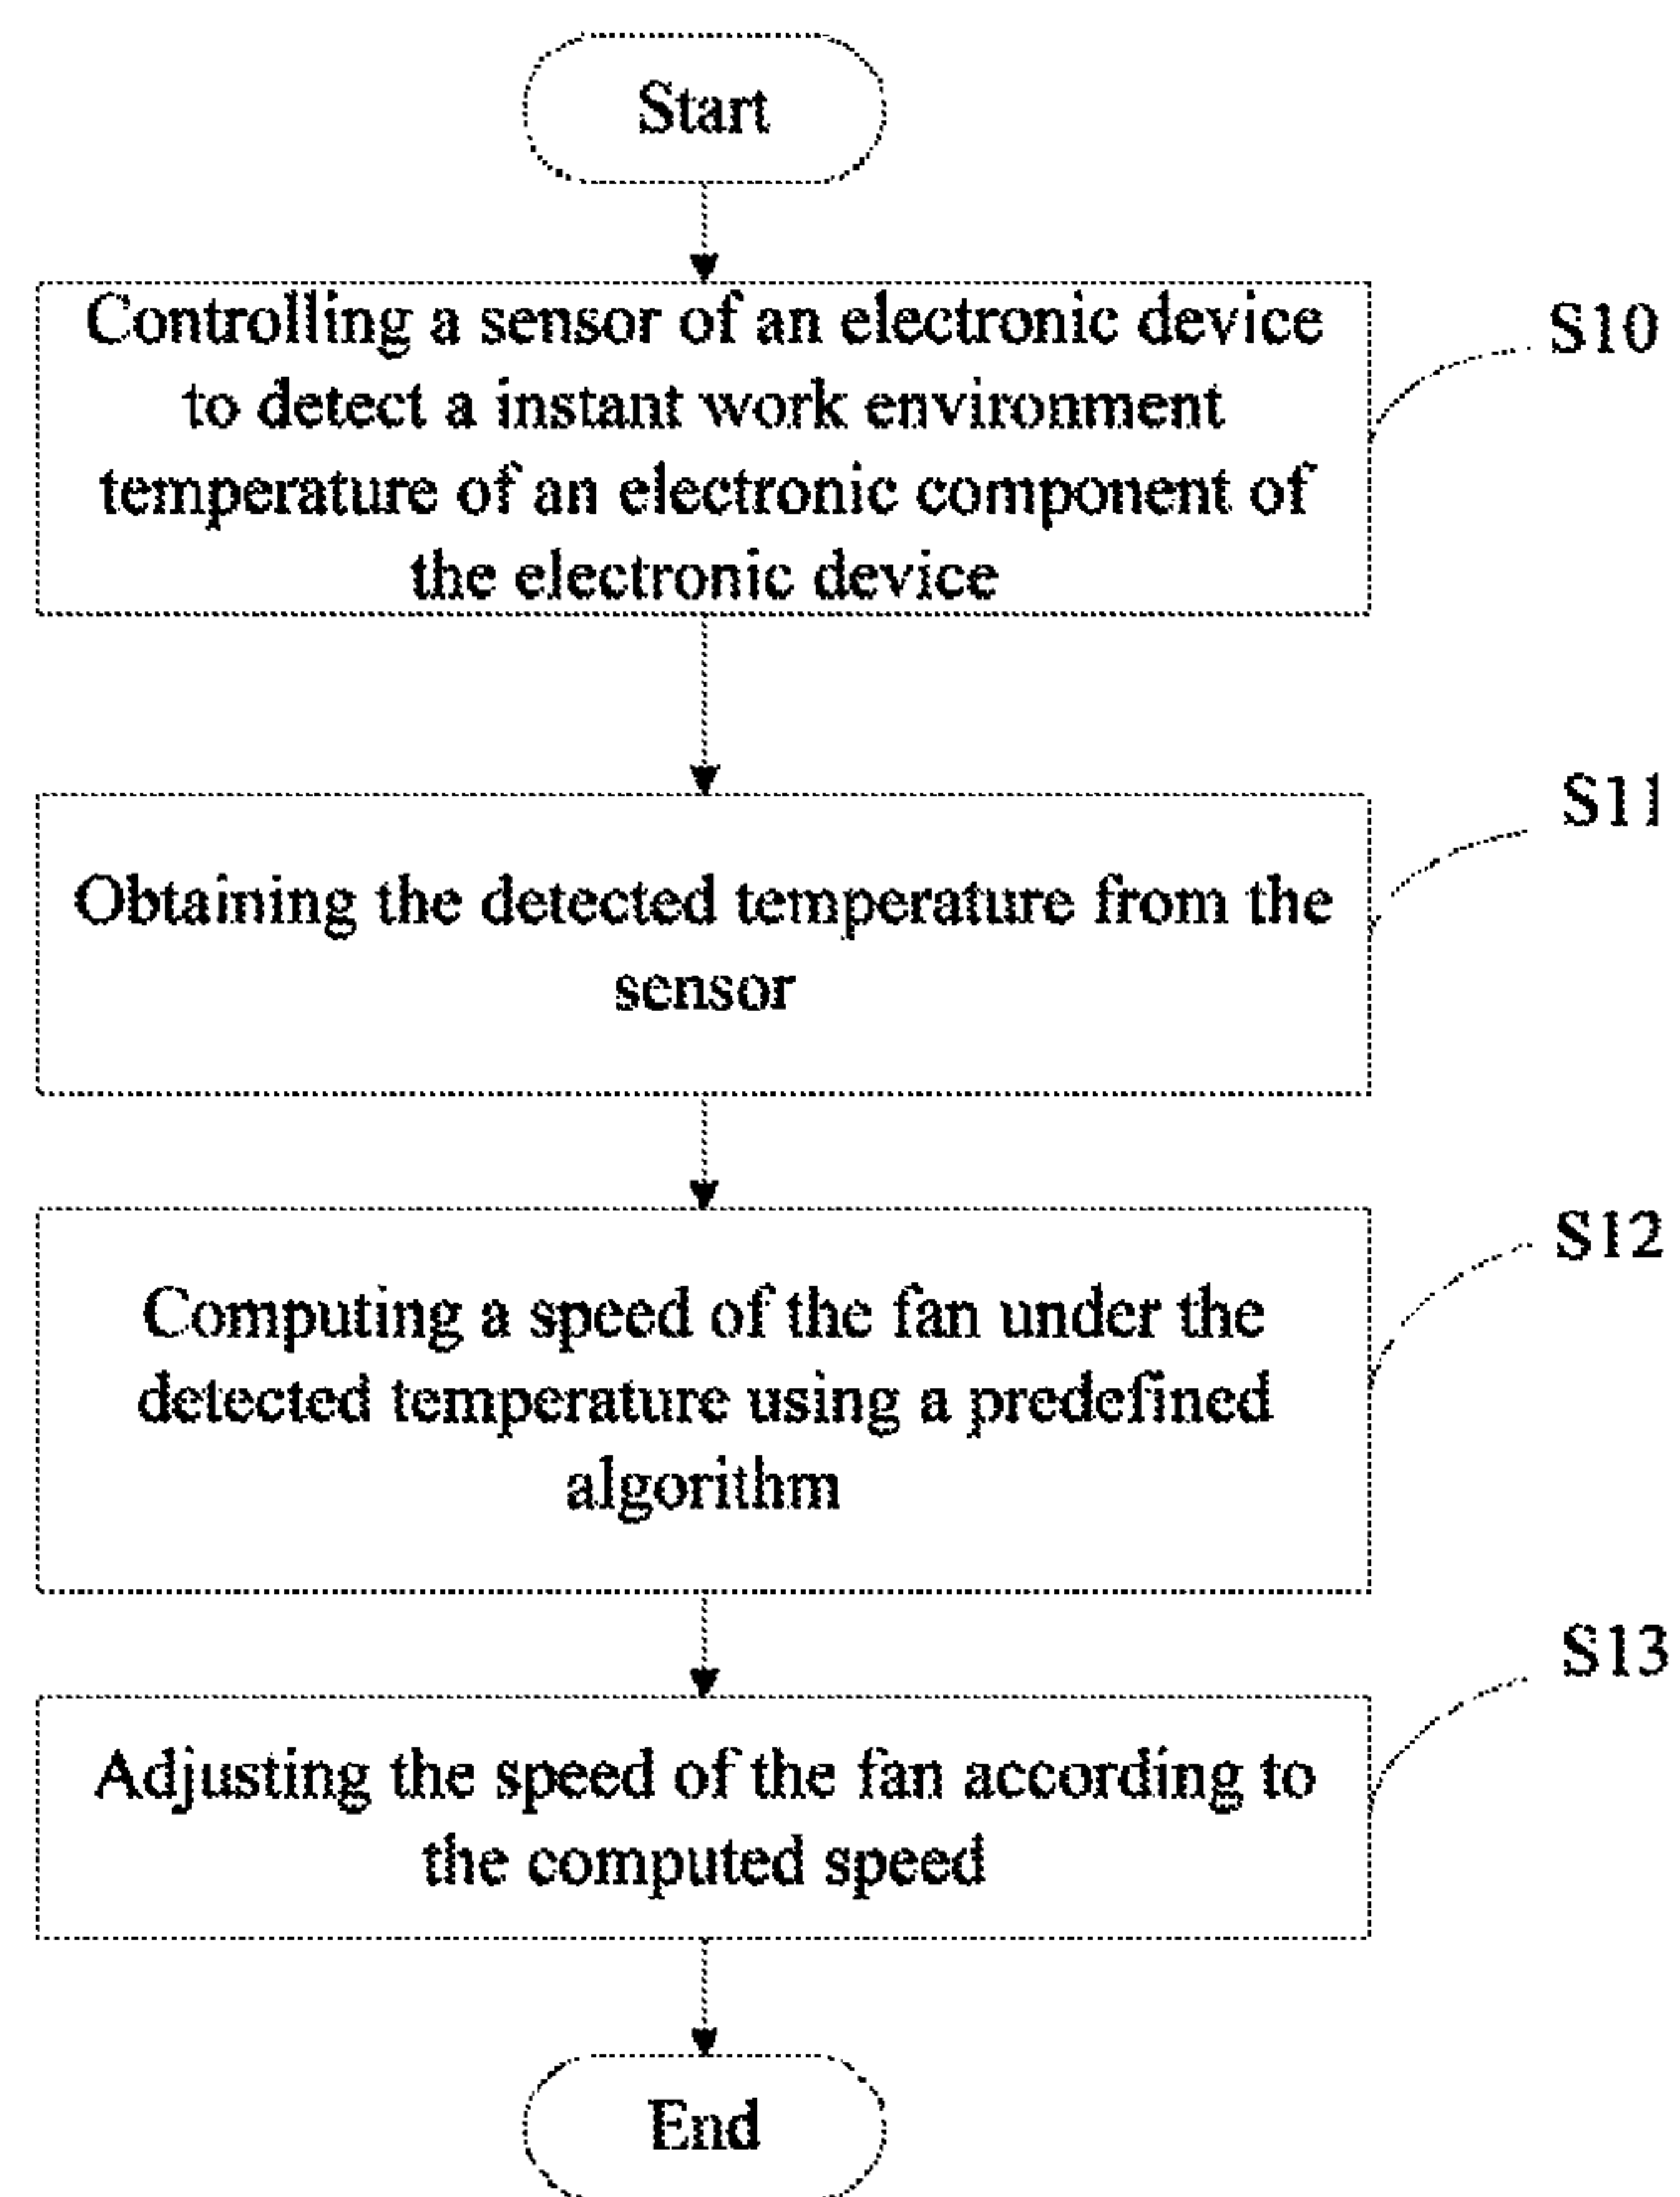 Start
Controlling a sensor of an electronic device
to detect a instant work environment
temperature of an electronic component of
the electronic device
S10
Obtaining the detected temperature from the
sensor
S11
Computing a speed of the fan under the
detected temperature using a predefined
algorithm
S12
Adjusting the speed of the fan according to
the computed speed
S13
End